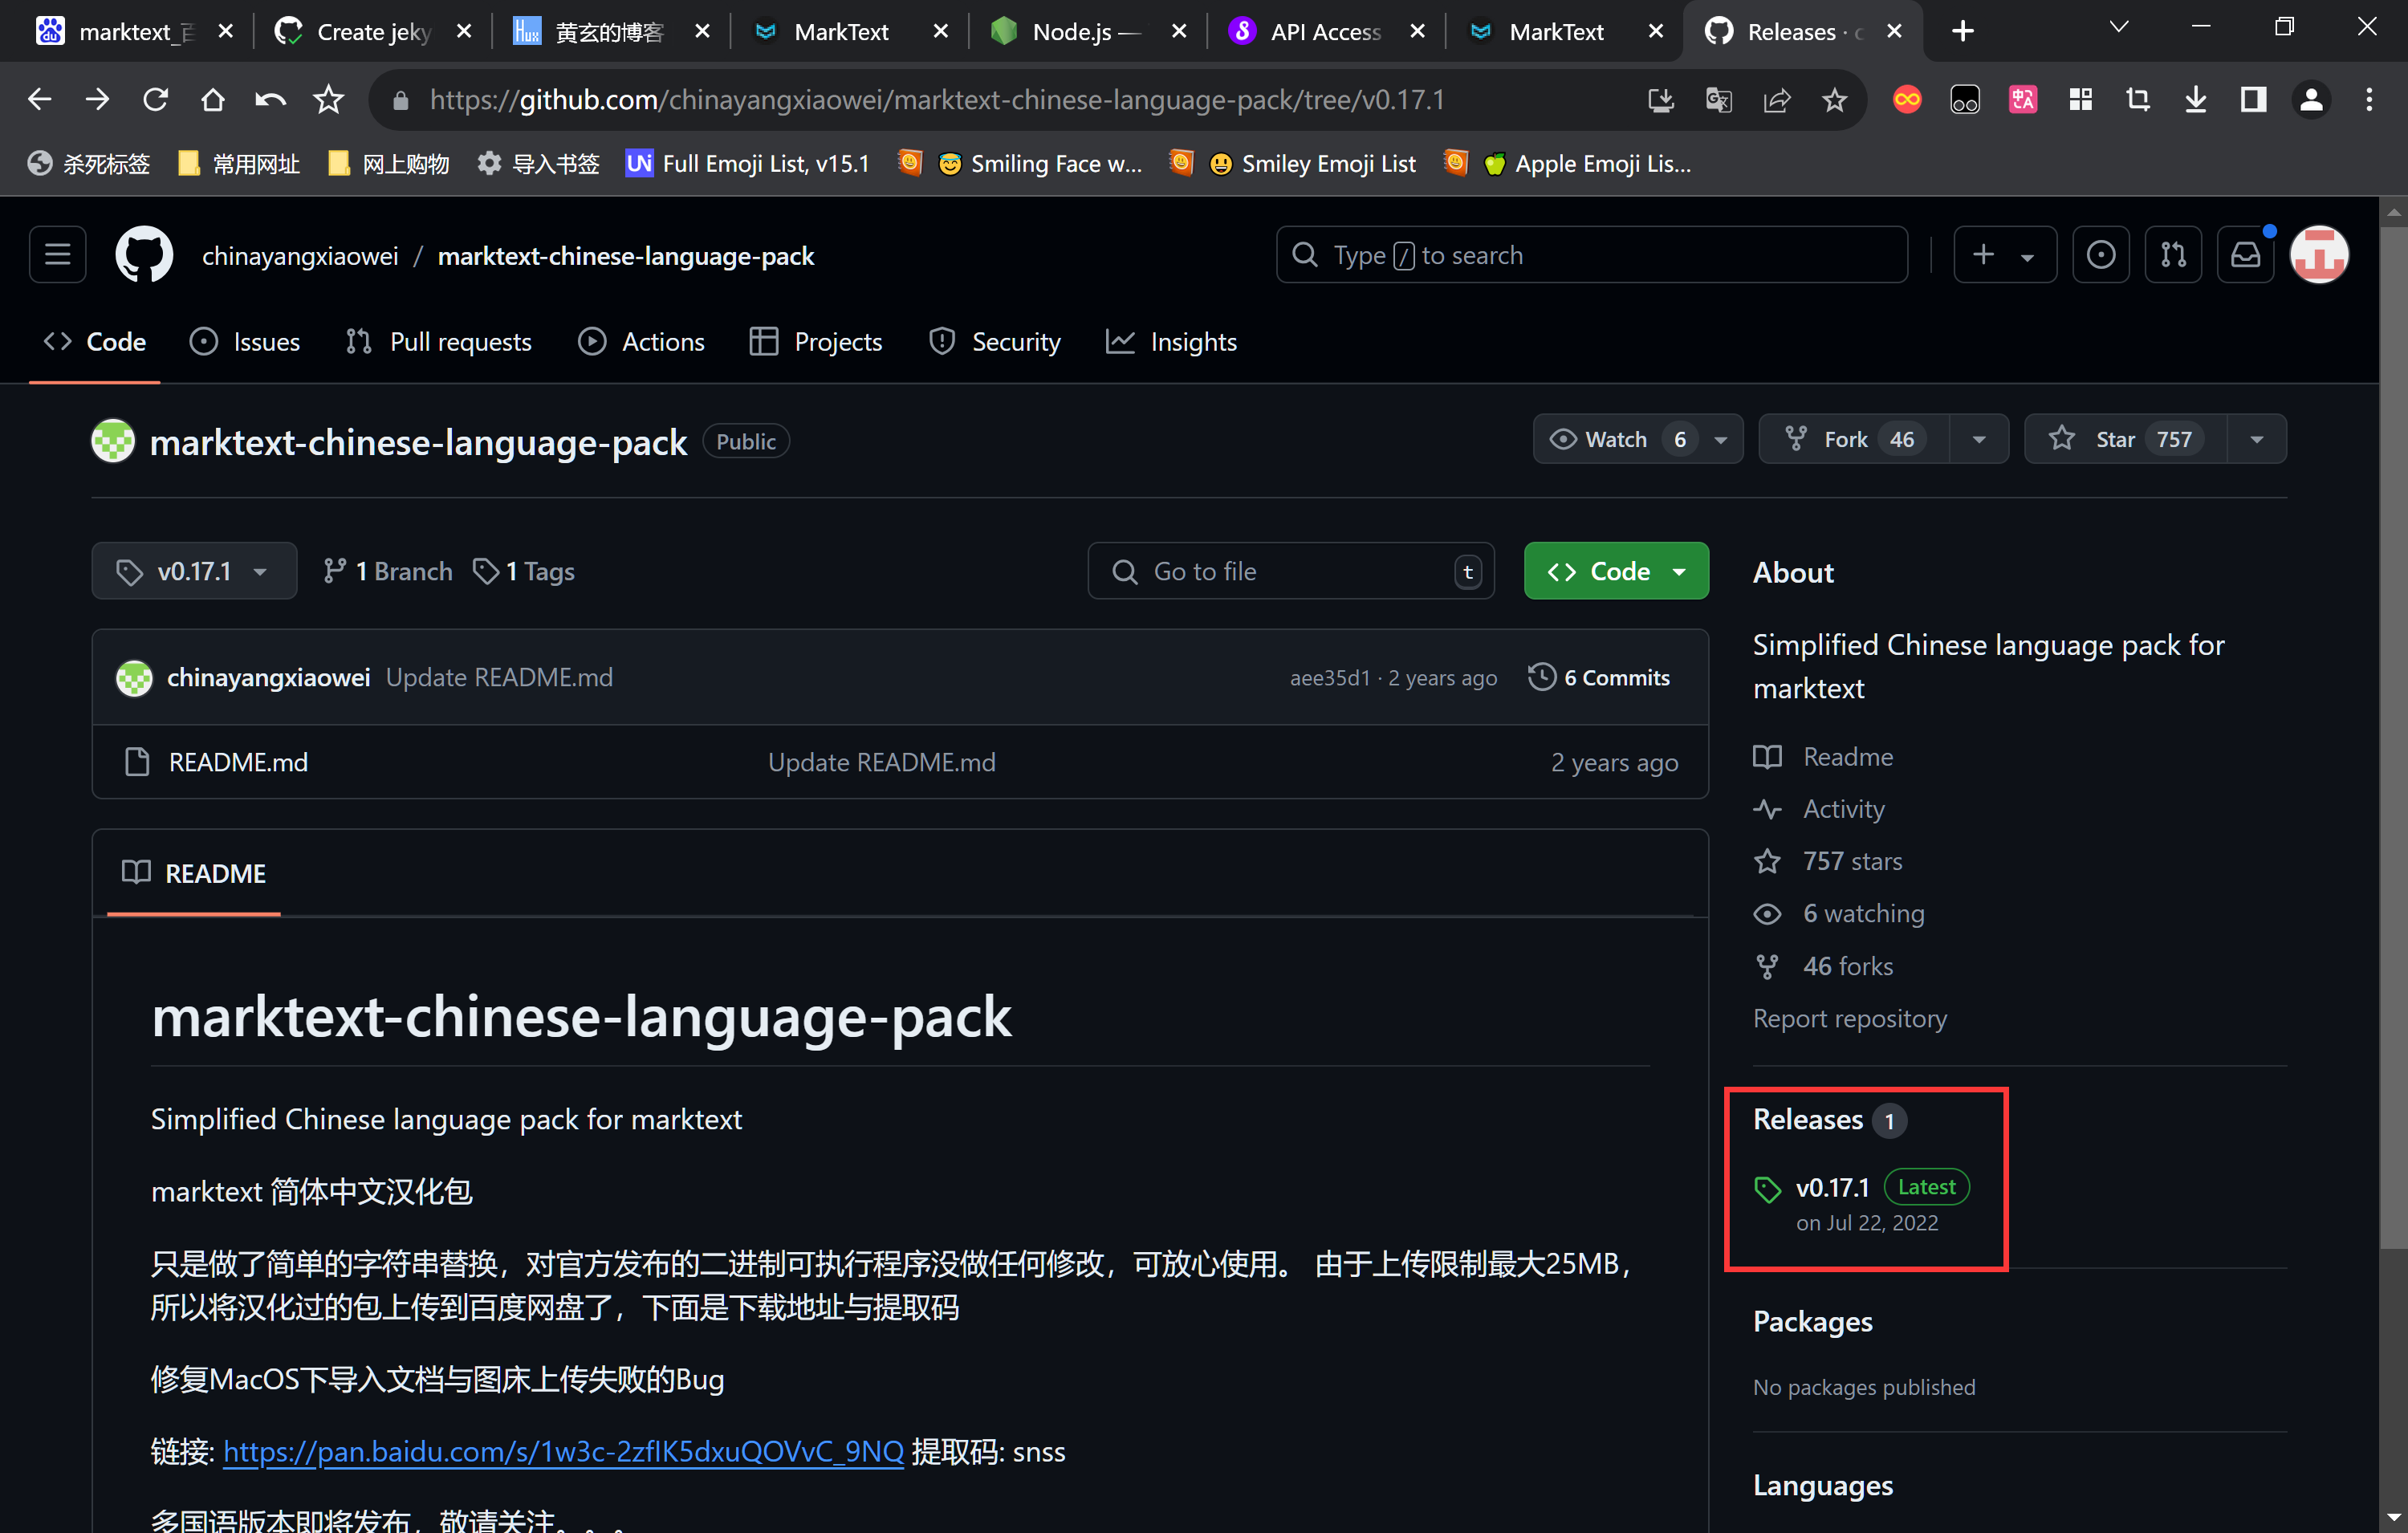 marktext_百
Create jeky
黄玄的博客
MarkText
Node.js —
API Access
MarkText
Releases · c
https://github.com/chinayangxiaowei/marktext-chinese-language-pack/tree/v0.17.1
杀死标签
常用网址
网上购物
导入书签
Full Emoji List, v15.1
Smiling Face w...
Smiley Emoji List
Apple Emoji Lis...
chinayangxiaowei / marktext-chinese-language-pack
Type / to search
Code
Issues
Pull requests
Actions
Projects
Security
Insights
marktext-chinese-language-pack Public
Watch 6
Fork 46
Star 757
v0.17.1
1 Branch
1 Tags
Go to file t
Code
chinayangxiaowei Update README.md
aee35d1 · 2 years ago
6 Commits
README.md
Update README.md
2 years ago
README
marktext-chinese-language-pack
Simplified Chinese language pack for marktext
marktext 简体中文汉化包
只是做了简单的字符串替换，对官方发布的二进制可执行程序没做任何修改，可放心使用。 由于上传限制最大25MB，
所以将汉化过的包上传到百度网盘了，下面是下载地址与提取码
修复MacOS下导入文档与图床上传失败的Bug
链接: https://pan.baidu.com/s/1w3c-2zfIK5dxuQOVvC_9NQ 提取码: snss
多国语版本即将发布，敬请关注。。。
About
Simplified Chinese language pack for
marktext
Readme
Activity
757 stars
6 watching
46 forks
Report repository
Releases 1
v0.17.1 Latest
on Jul 22, 2022
Packages
No packages published
Languages